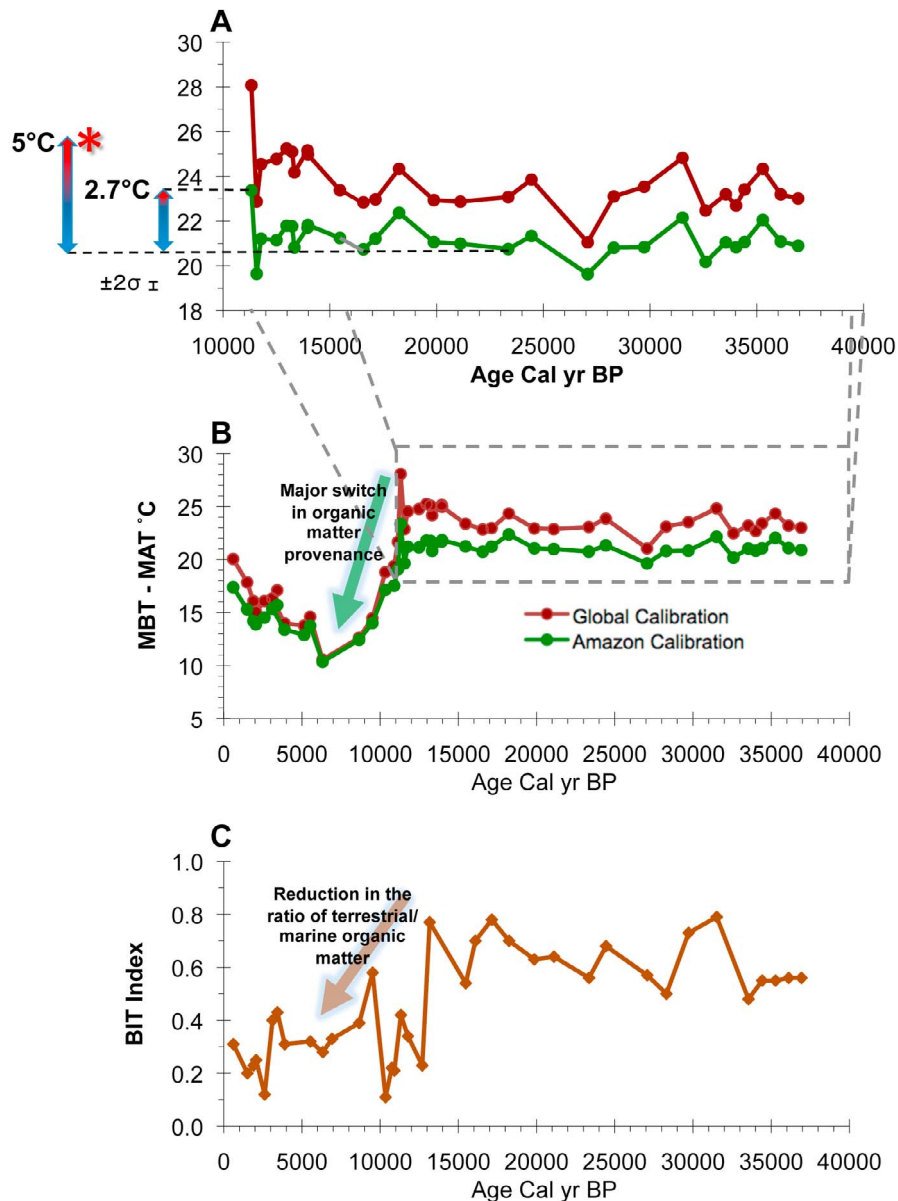 A
30
28
26
24
22
20
18
5°C *
2.7°C
±2σ
10000 15000 20000 25000 30000 35000 40000
Age Cal yr BP
B
30
25
20
15
10
5
MBT - MAT °C
Major switch
in organic
matter
provenance
Global Calibration
Amazon Calibration
0 5000 10000 15000 20000 25000 30000 35000 40000
Age Cal yr BP
C
1.0
0.8
0.6
0.4
0.2
0.0
BIT Index
Reduction in the
ratio of terrestrial/
marine organic
matter
0 5000 10000 15000 20000 25000 30000 35000 40000
Age Cal yr BP